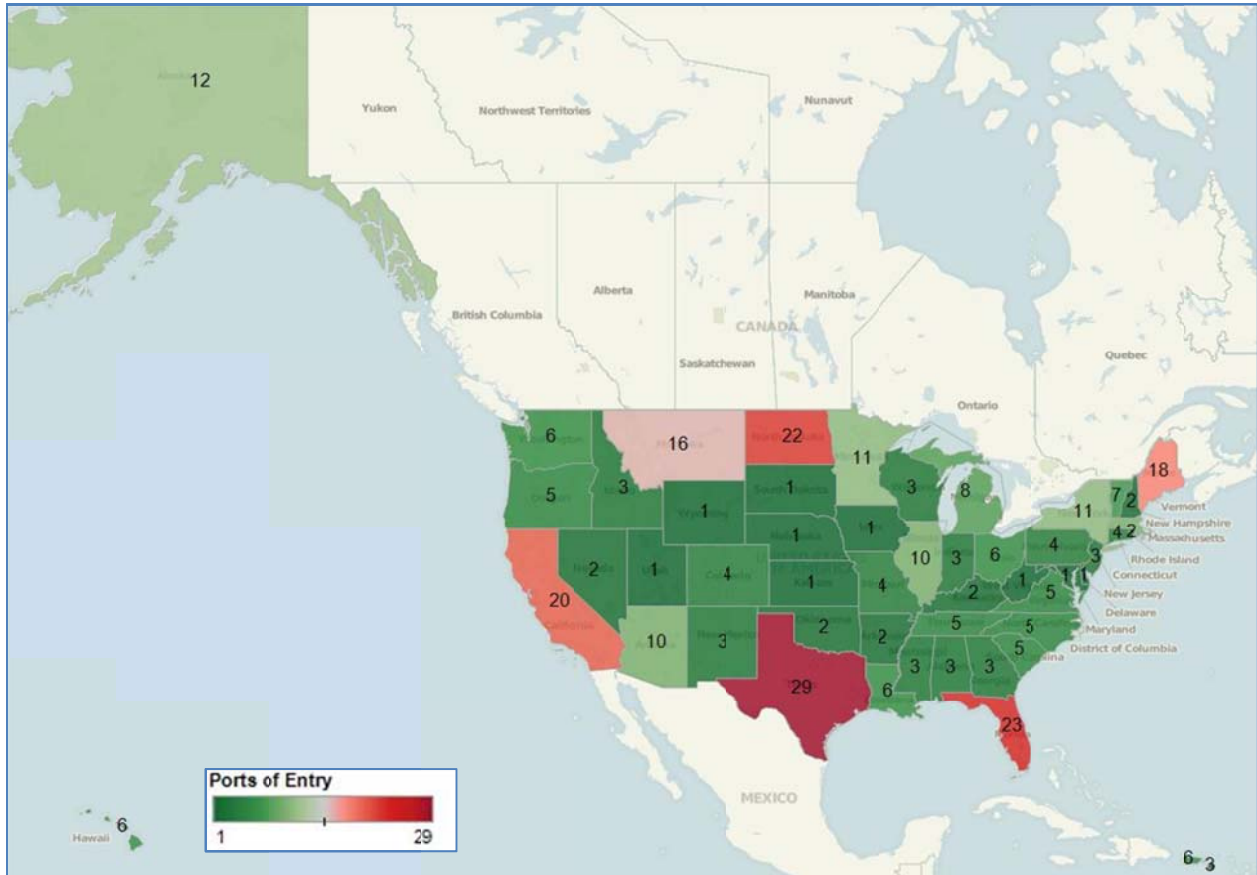 12
Yukon
Northwest Territories
Nunavut
British Columbia
Alberta
Manitoba
CANADA
Saskatchewan
Quebec
Ontario
6
16
22
11
18
5
3
1
3
8
7
2
Vermont
1
1
1
11
New Hampshire
4 2
Massachusetts
10
3
6
4
3
Rhode Island
2
1
4
1
4
2
1
1
1
Connecticut
20
5
New Jersey
Delaware
10
3
2
2
5
5
Maryland
5
District of Columbia
3
3
3
29
6
23
Ports of Entry
1
29
MEXICO
Hawaii
6
6
3